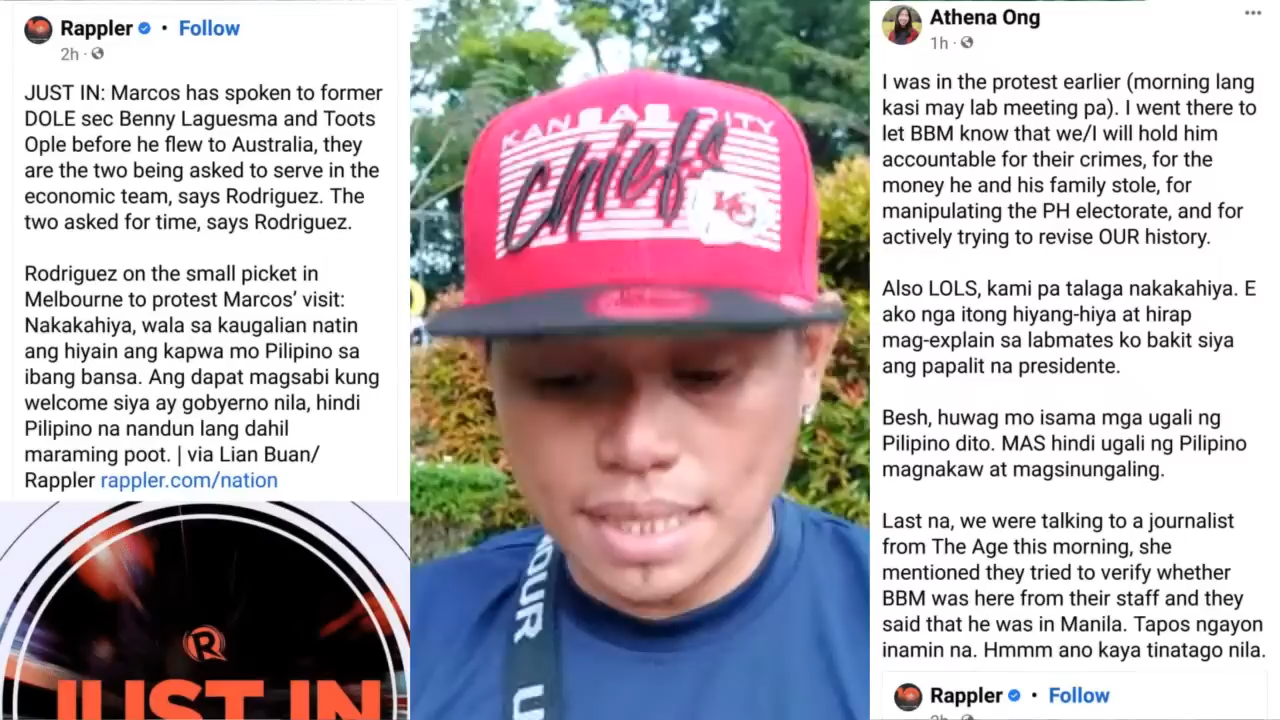 Rappler • Follow
2h
JUST IN: Marcos has spoken to former
DOLE sec Benny Laguesma and Toots
Ople before he flew to Australia, they
are the two being asked to serve in the
economic team, says Rodriguez. The
two asked for time, says Rodriguez.
Rodriguez on the small picket in
Melbourne to protest Marcos’ visit:
Nakakahiya, wala sa kaugalian natin
ang hiyain ang kapwa mo Pilipino sa
ibang bansa. Ang dapat magsabi kung
welcome siya ay gobyerno nila, hindi
Pilipino na nandun lang dahil
maraming poot. | via Lian Buan/
Rappler rappler.com/nation
R
JUST IN
KANSAS CITY
Chiefs
KC
Athena Ong
1h
I was in the protest earlier (morning lang
kasi may lab meeting pa). I went there to
let BBM know that we/I will hold him
accountable for their crimes, for the
money he and his family stole, for
manipulating the PH electorate, and for
actively trying to revise OUR history.
Also LOLS, kami pa talaga nakakahiya. E
ako nga itong hiyang-hiya at hirap
mag-explain sa labmates ko bakit siya
ang papalit na presidente.
Besh, huwag mo isama mga ugali ng
Pilipino dito. MAS hindi ugali ng Pilipino
magnakaw at magsinungaling.
Last na, we were talking to a journalist
from The Age this morning, she
mentioned they tried to verify whether
BBM was here from their staff and they
said that he was in Manila. Tapos ngayon
inamin na. Hmmm ano kaya tinatago nila.
Rappler • Follow